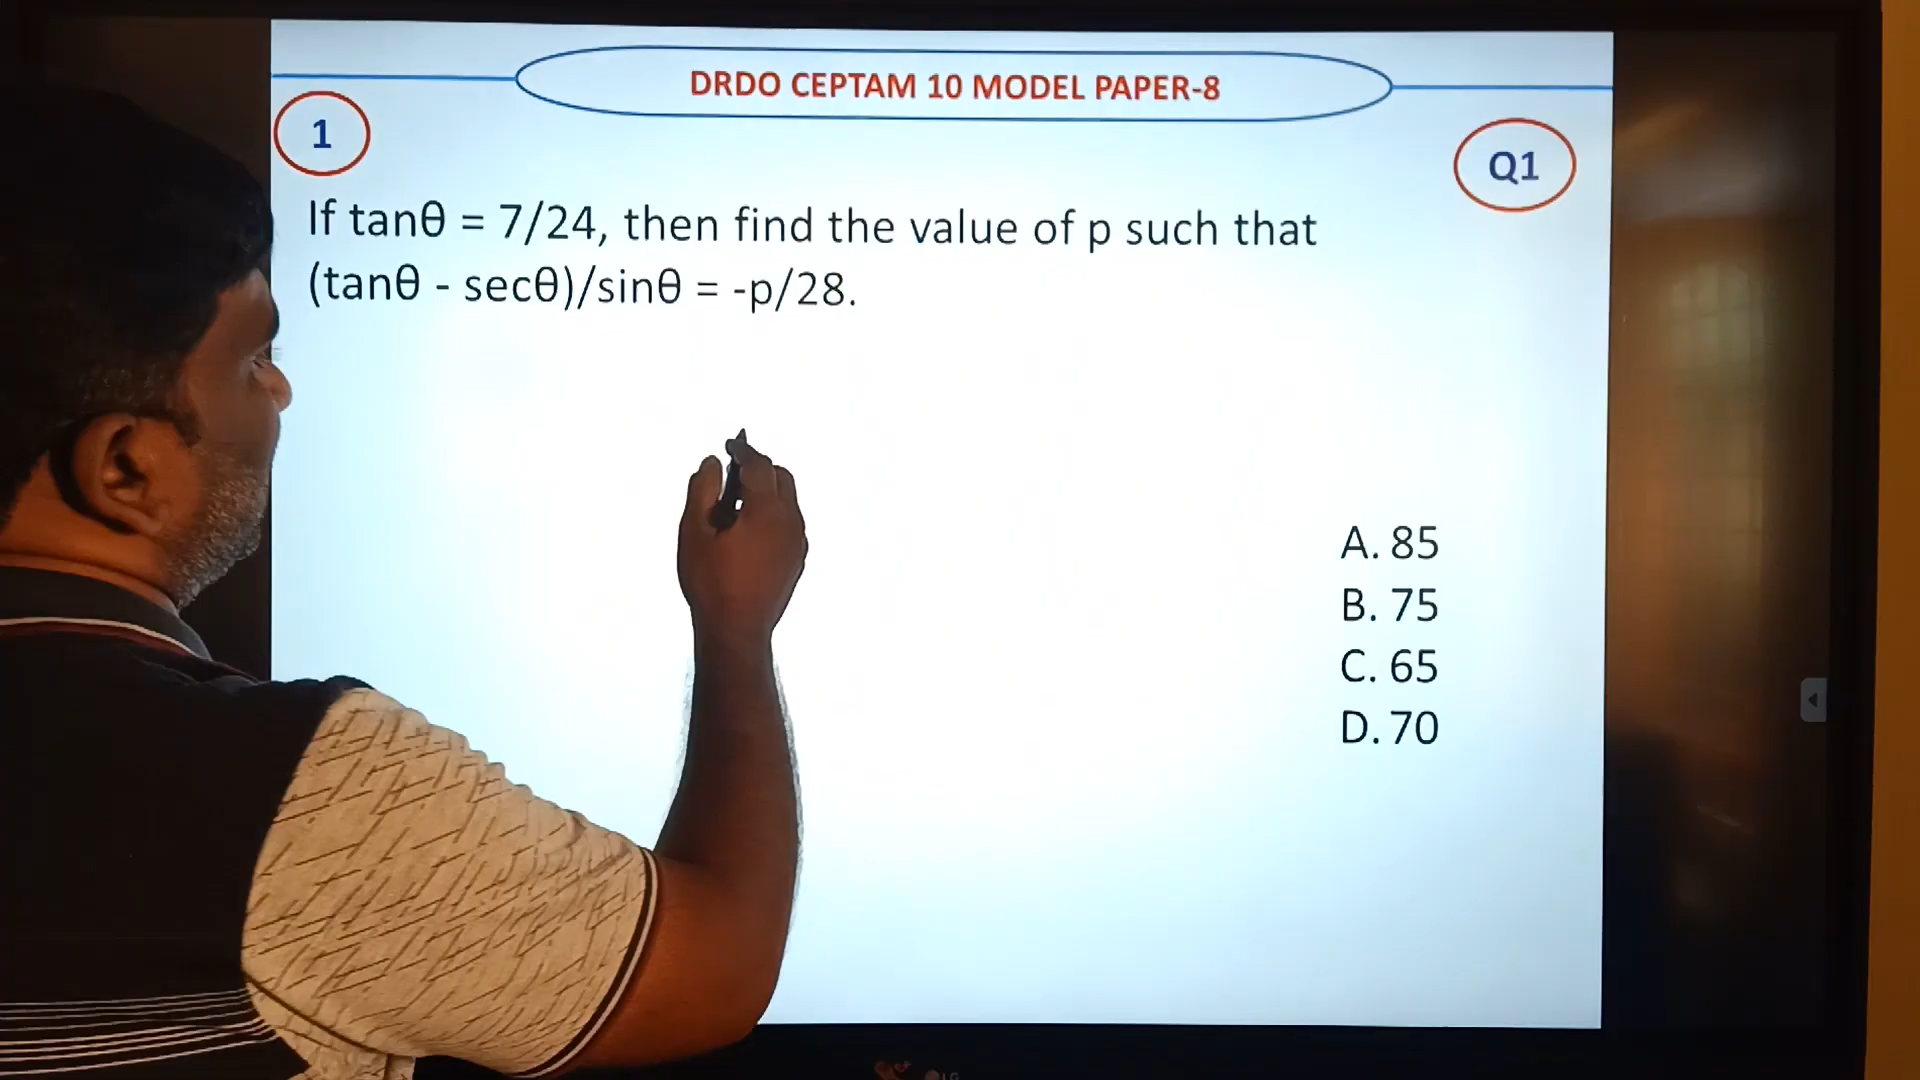 DRDO CEPTAM 10 MODEL PAPER-8
1
Q1
If tanθ = 7/24, then find the value of p such that
(tanθ - secθ)/sinθ = -p/28.
A. 85
B. 75
C. 65
D. 70
LG